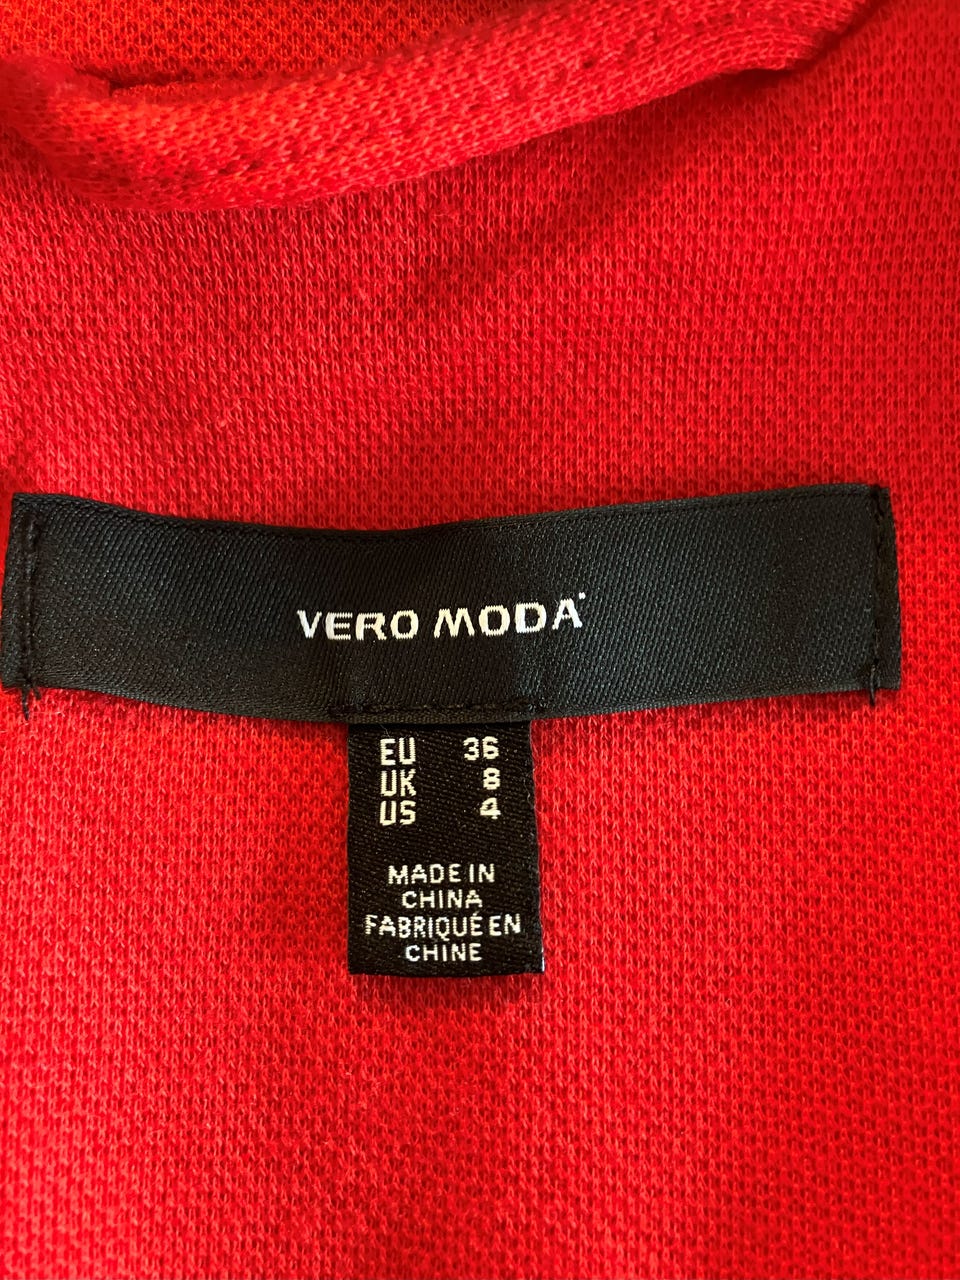 VERO MODA
EU 36
UK 8
US 4
MADE IN
CHINA
FABRIQUÉ EN
CHINE